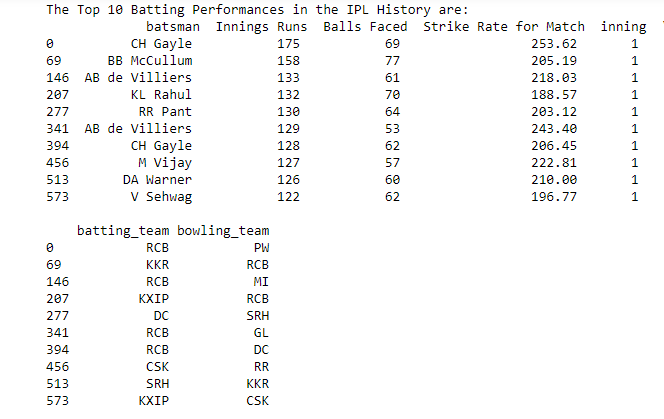 The Top 10 Batting Performances in the IPL History are:
batsman Innings Runs Balls Faced Strike Rate for Match inning \
0 CH Gayle 175 69 253.62 1
69 BB McCullum 158 77 205.19 1
146 AB de Villiers 133 61 218.03 1
207 KL Rahul 132 70 188.57 1
277 RR Pant 130 64 203.12 1
341 AB de Villiers 129 53 243.40 1
394 CH Gayle 128 62 206.45 1
456 M Vijay 127 57 222.81 1
513 DA Warner 126 60 210.00 1
573 V Sehwag 122 62 196.77 1
batting_team bowling_team
0 RCB PW
69 KKR RCB
146 RCB MI
207 KXIP RCB
277 DC SRH
341 RCB GL
394 RCB DC
456 CSK RR
513 SRH KKR
573 KXIP CSK